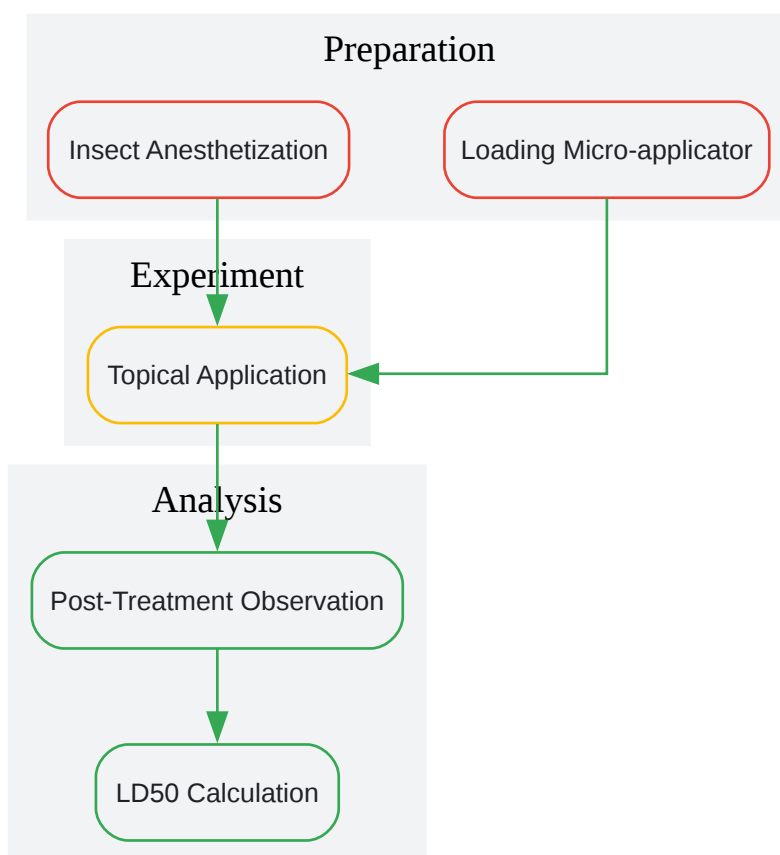 Preparation
Insect Anesthetization
Loading Micro-applicator
Experiment
Topical Application
Analysis
Post-Treatment Observation
LD50 Calculation